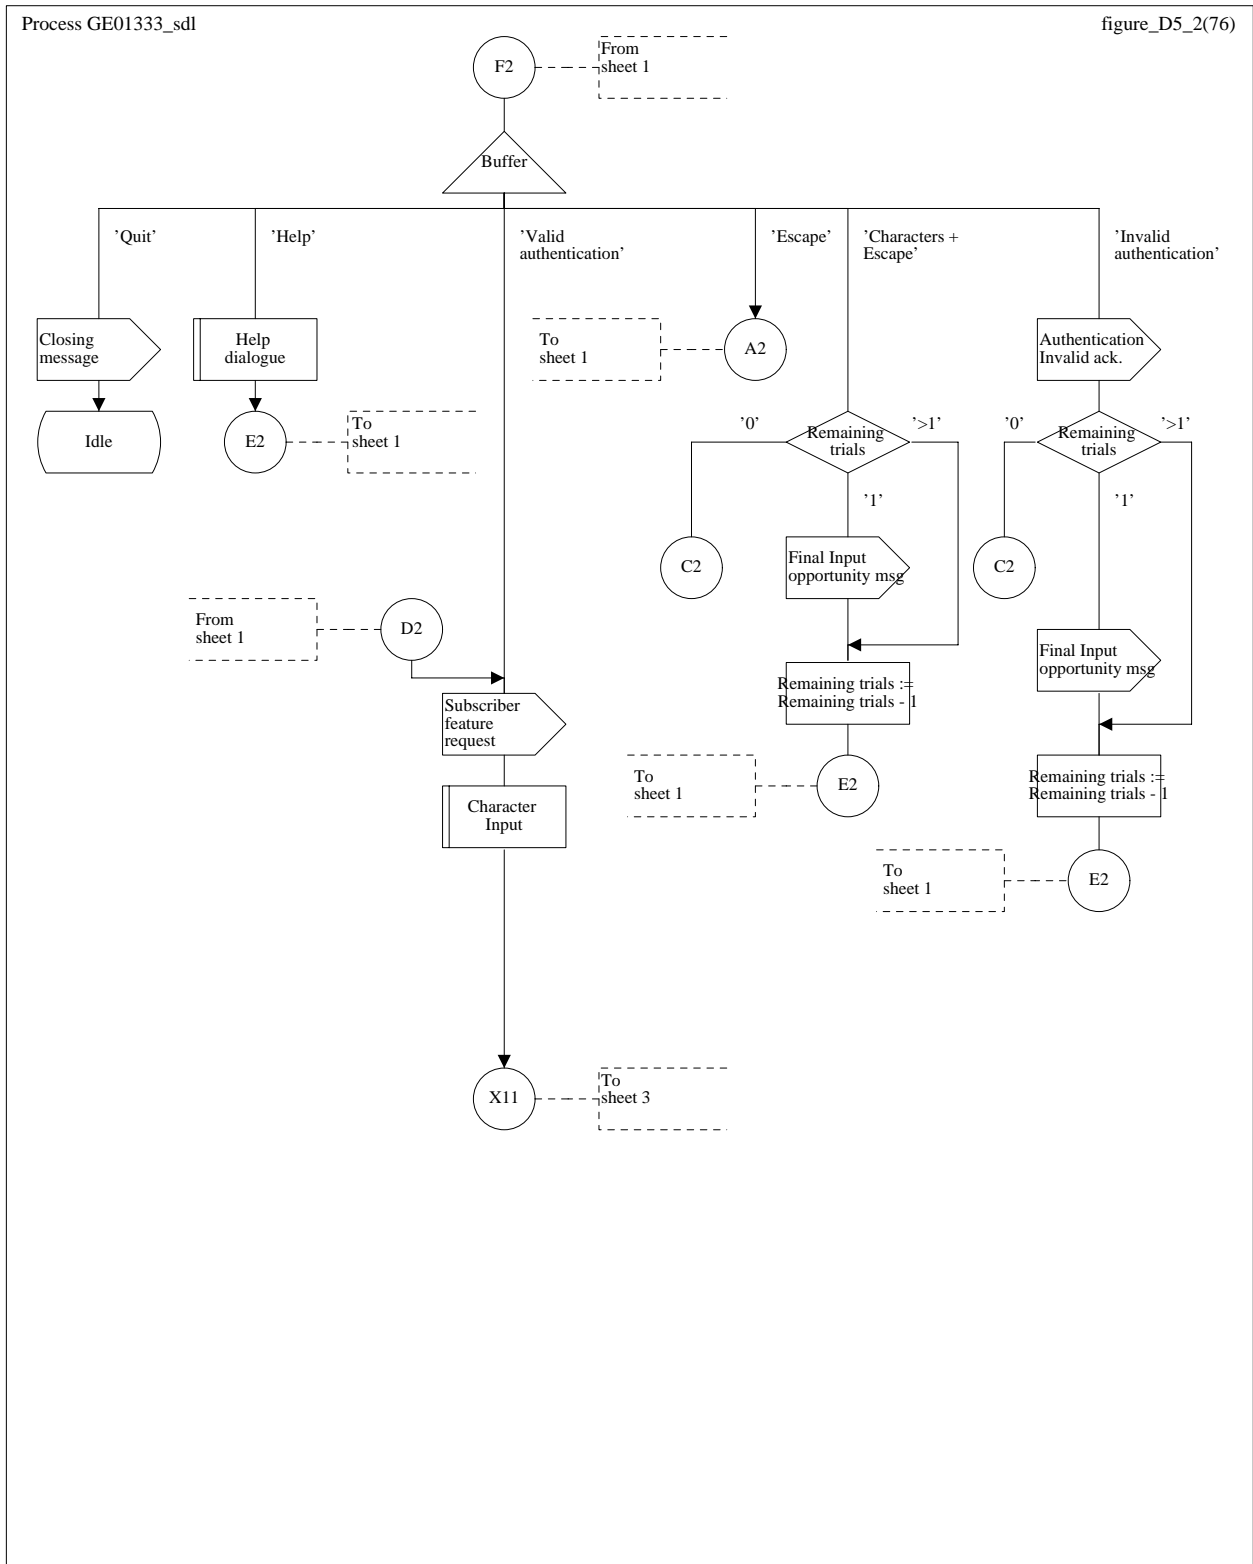 Process GE01333_sdl
figure_D5_2(76)
F2
From
sheet 1
Buffer
’Quit’
’Help’
’Valid
authentication’
’Escape’
’Characters +
Escape’
’Invalid
authentication’
Closing
message
Help
dialogue
To
sheet 1
A2
Authentication
Invalid ack.
Idle
E2
To
sheet 1
’0’
Remaining
trials
’>1’
’1’
’0’
Remaining
trials
’>1’
’1’
C2
Final Input
opportunity msg
C2
From
sheet 1
D2
Final Input
opportunity msg
Subscriber
feature
request
Remaining trials :=
Remaining trials - 1
To
sheet 1
E2
Remaining trials :=
Remaining trials - 1
Character
Input
To
sheet 1
E2
X11
To
sheet 3